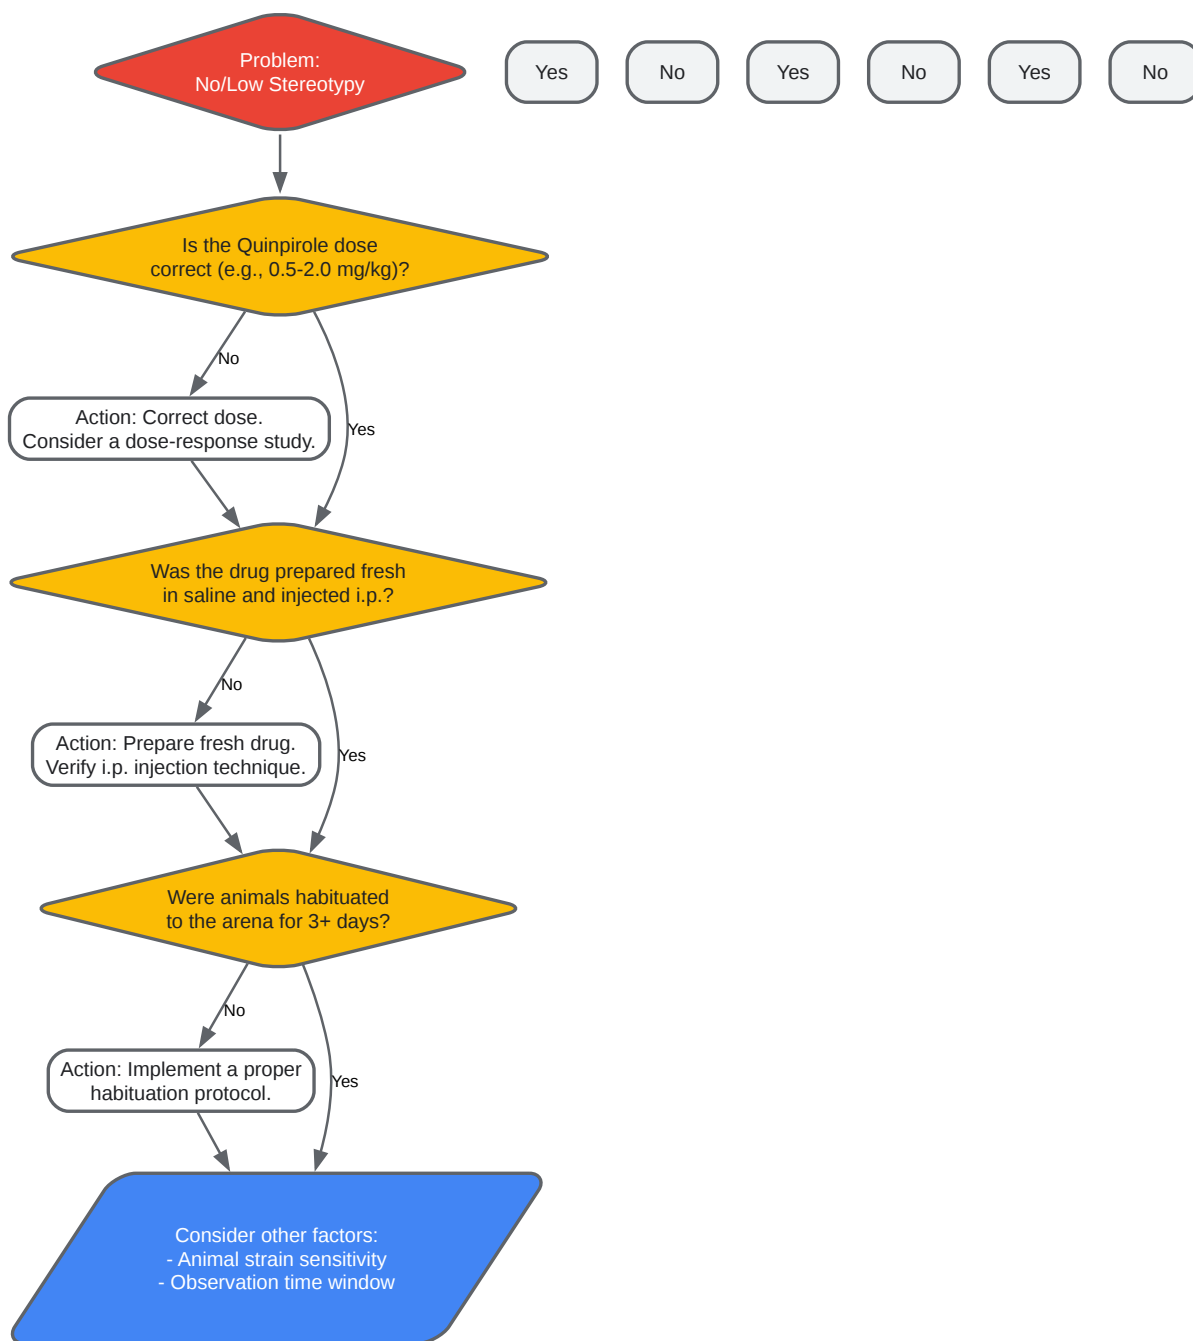 Problem:
No/Low Stereotypy
Yes
No
Yes
No
Yes
No
Is the Quinpirole dose
correct (e.g., 0.5-2.0 mg/kg)?
No
Action: Correct dose.
Consider a dose-response study.
Yes
Was the drug prepared fresh
in saline and injected i.p.?
No
Action: Prepare fresh drug.
Verify i.p. injection technique.
Yes
Were animals habituated
to the arena for 3+ days?
No
Action: Implement a proper
habituation protocol.
Yes
Consider other factors:
- Animal strain sensitivity
- Observation time window